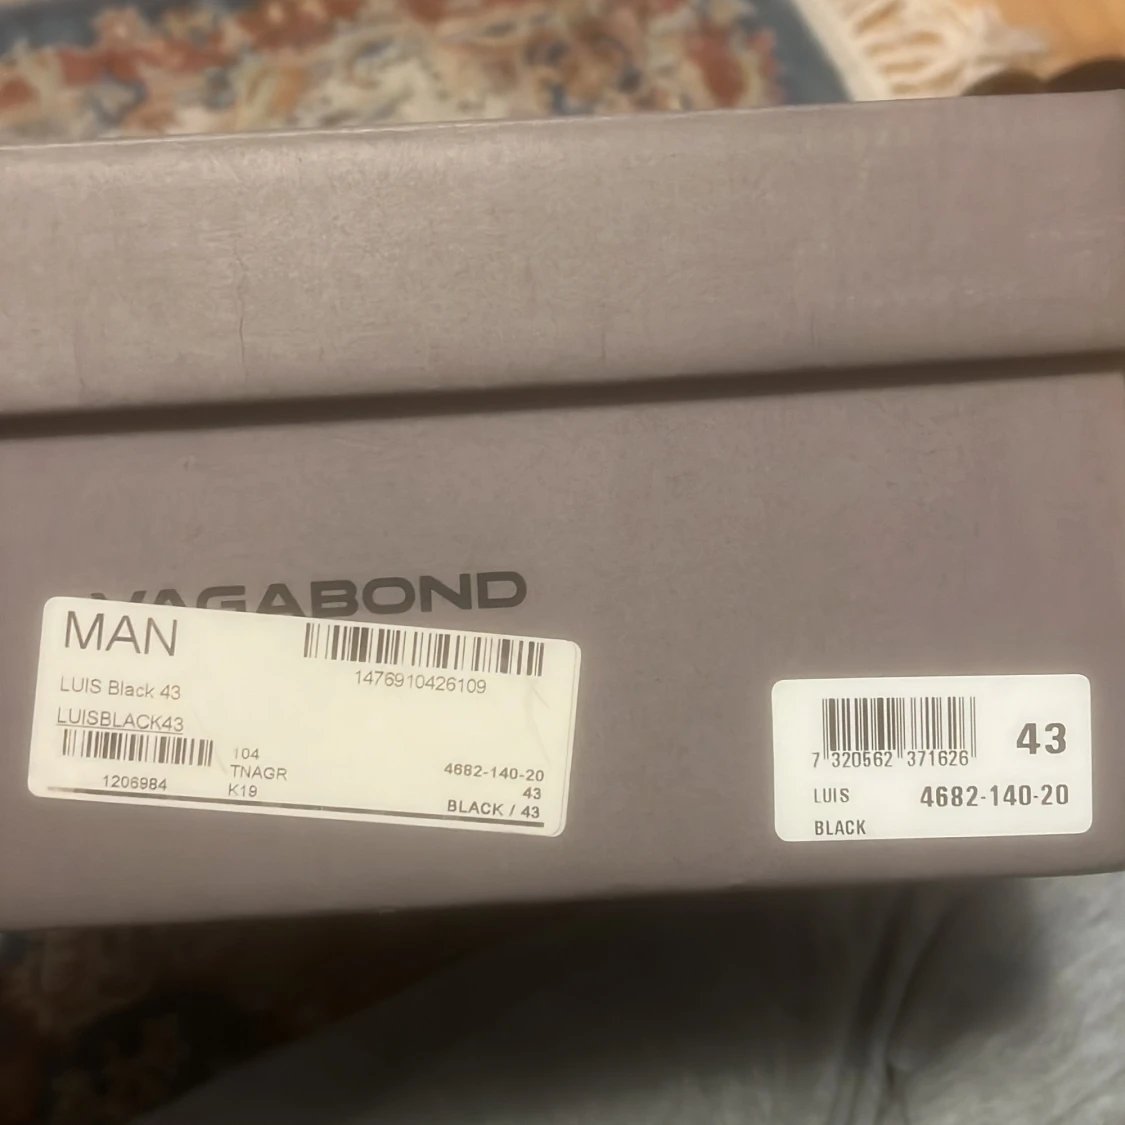 VAGABOND
MAN
1476910426109
LUIS Black 43
LUISBLACK43
1206984
104
TNAGR
K19
4682-140-20
43
BLACK / 43
7 320562 371626
43
LUIS
4682-140-20
BLACK